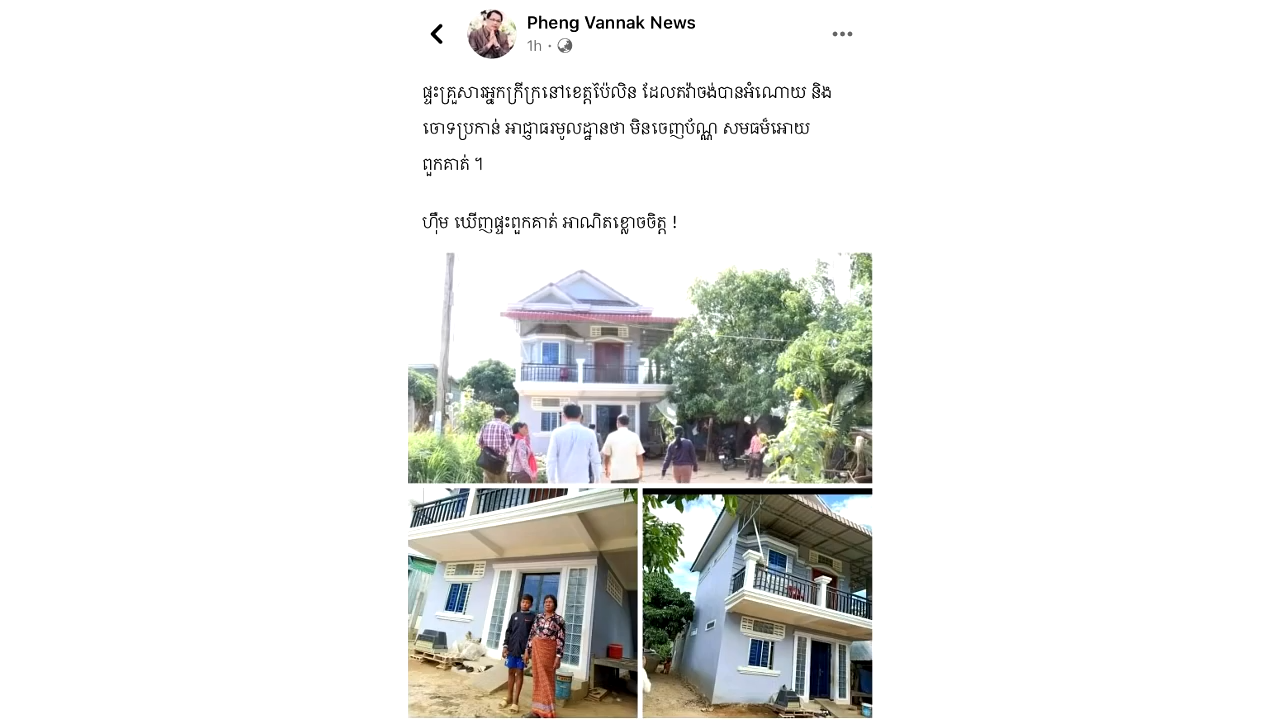 Pheng Vannak News
1h ·
ផ្ទះគ្រួសារអ្នកក្រីក្រនៅខេត្តប៉ៃលិន ដែលតវ៉ាចង់បានអំណោយ និង
ចោទប្រកាន់ អាជ្ញាធរមូលដ្ឋានថា មិនចេញប័ណ្ណ សមធម៌អោយ
ពួកគាត់ ។
ហ៊ឹម ឃើញផ្ទះពួកគាត់ អាណិតខ្លោចចិត្ត !